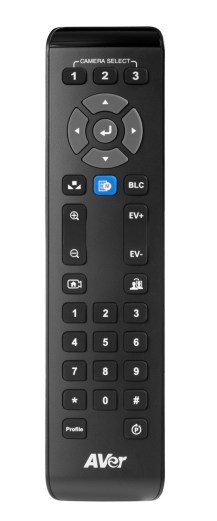 CAMERA SELECT
1 2 3
BLC
EV+
EV-
1 2 3
4 5 6
7 8 9
* 0 #
Profile P
AVer